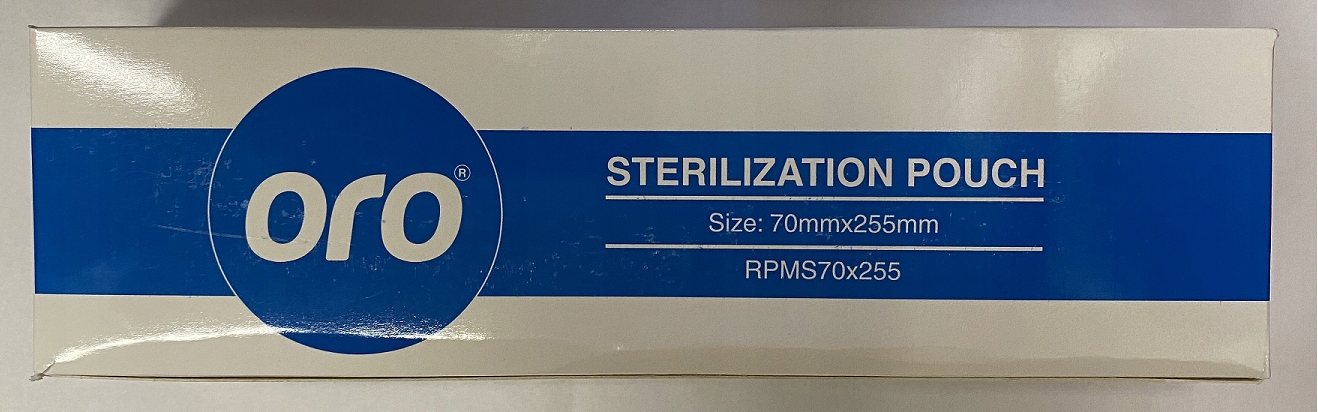 oro®
STERILIZATION POUCH
Size: 70mmx255mm
RPMS70x255